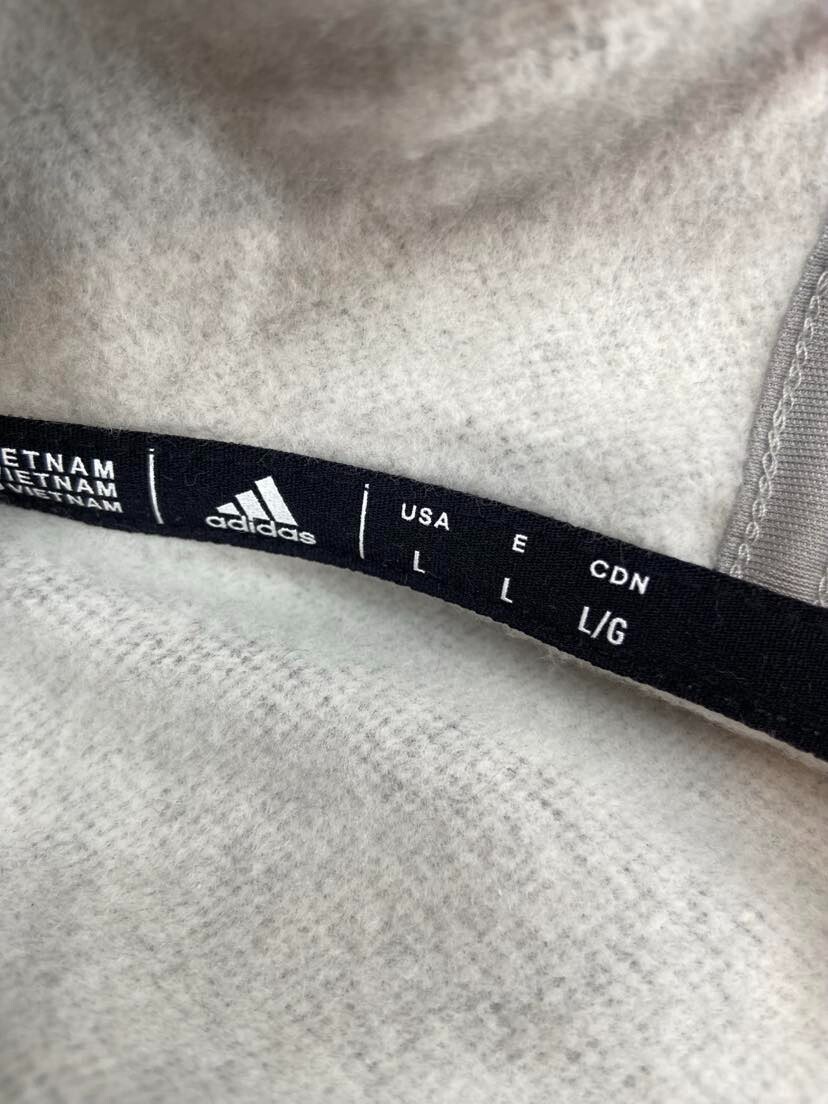 ETNAM
IETNAM
VIETNAM
adidas
USA E CDN
L L L/G